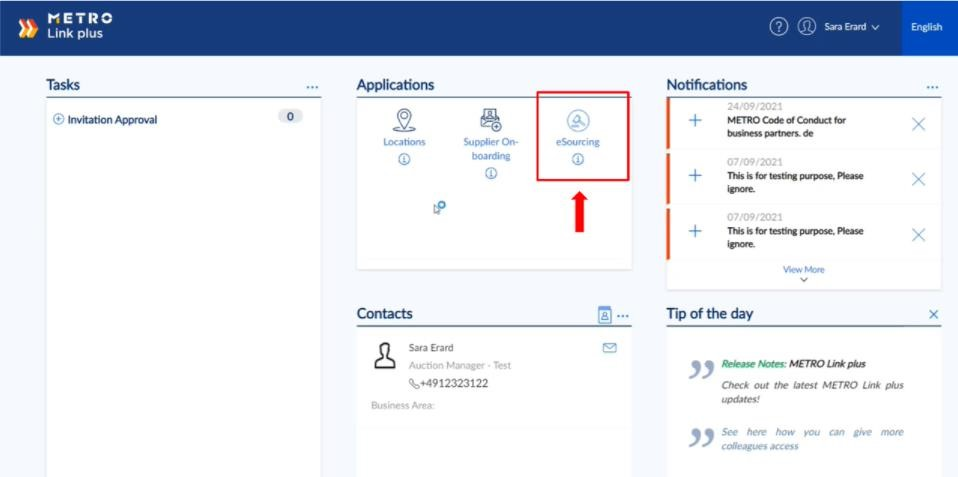 METRO
Link plus
Sara Erard
English
Tasks
Invitation Approval
0
Applications
Locations
Supplier On-
boarding
eSourcing
Notifications
24/09/2021
METRO Code of Conduct for
business partners. de
07/09/2021
This is for testing purpose, Please
ignore.
07/09/2021
This is for testing purpose, Please
ignore.
View More
Contacts
Sara Erard
Auction Manager - Test
+4912323122
Business Area:
Tip of the day
Release Notes: METRO Link plus
Check out the latest METRO Link plus
updates!
See here how you can give more
colleagues access